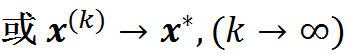 或 x^{(k)} → x^*, (k → ∞)